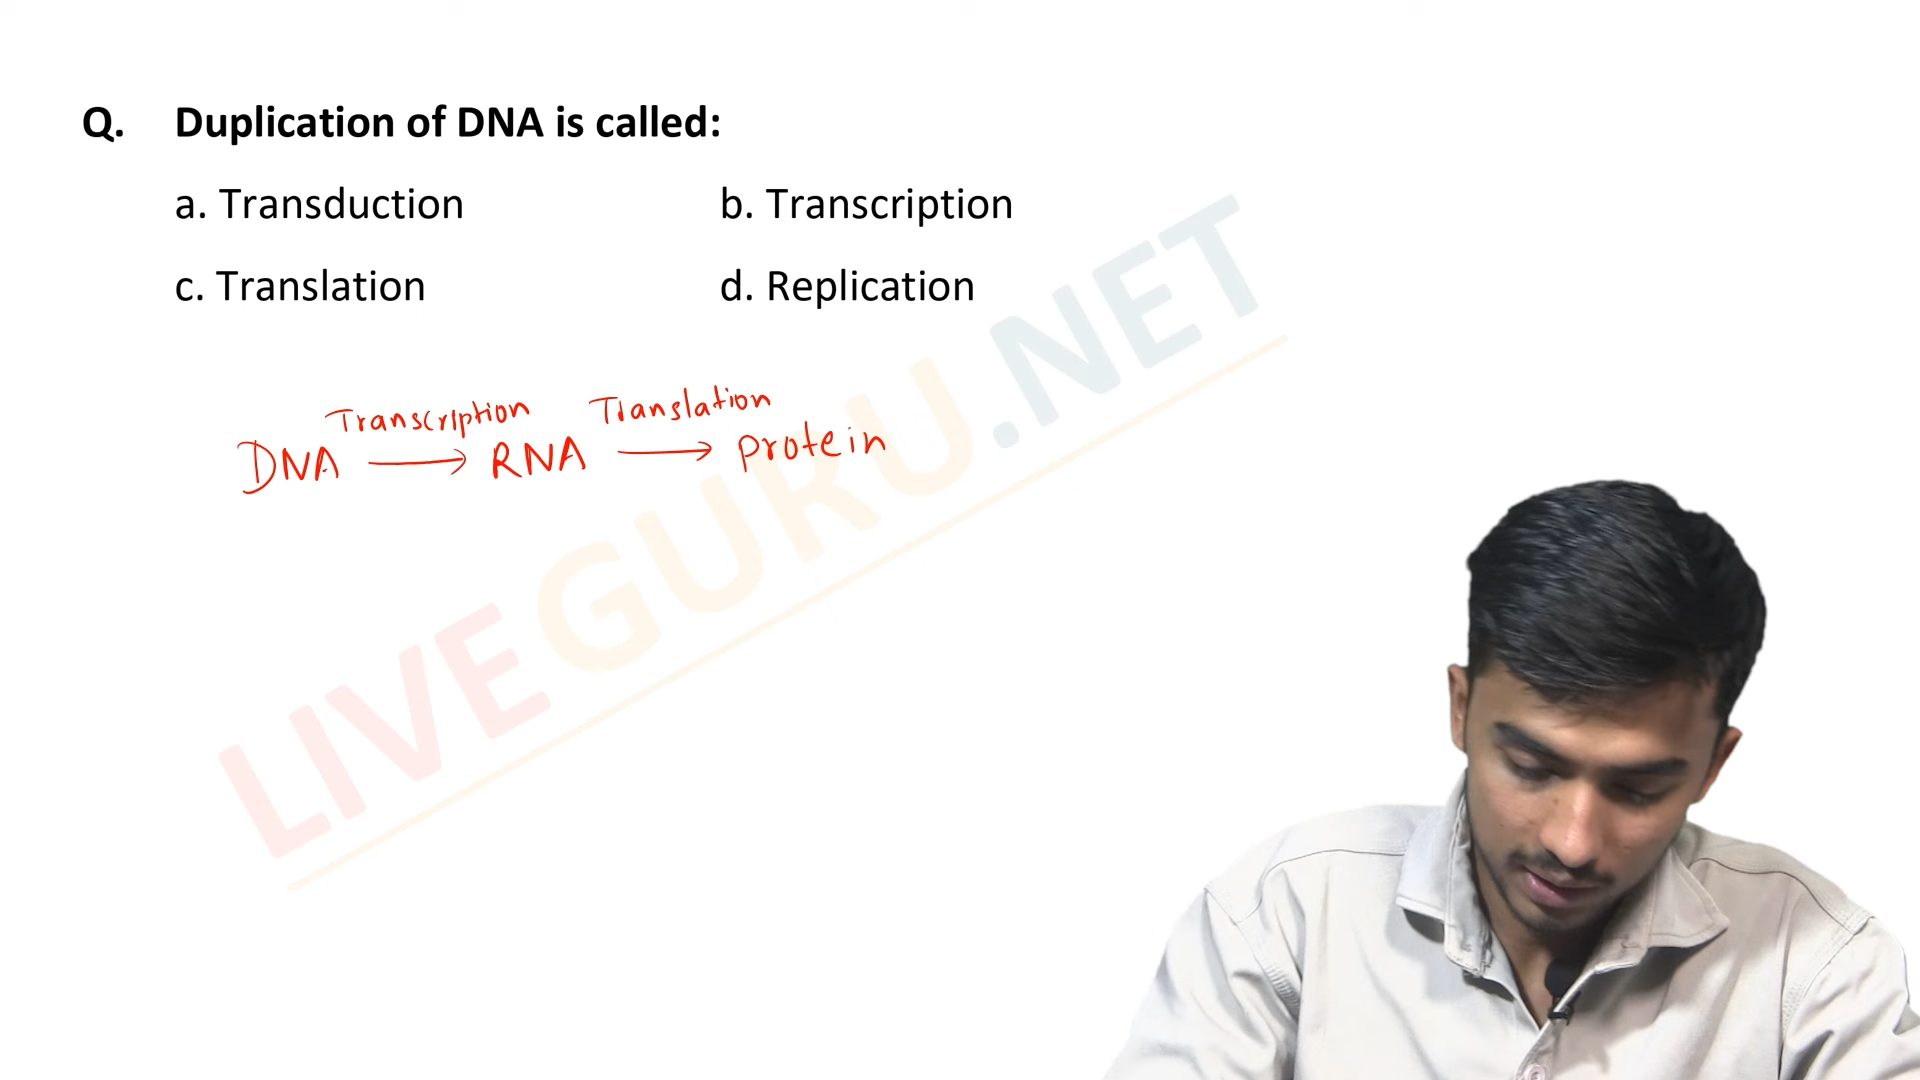 Q. Duplication of DNA is called:
a. Transduction b. Transcription
c. Translation d. Replication
Transcription Translation
DNA → RNA → protein
LIVEGURU.NET